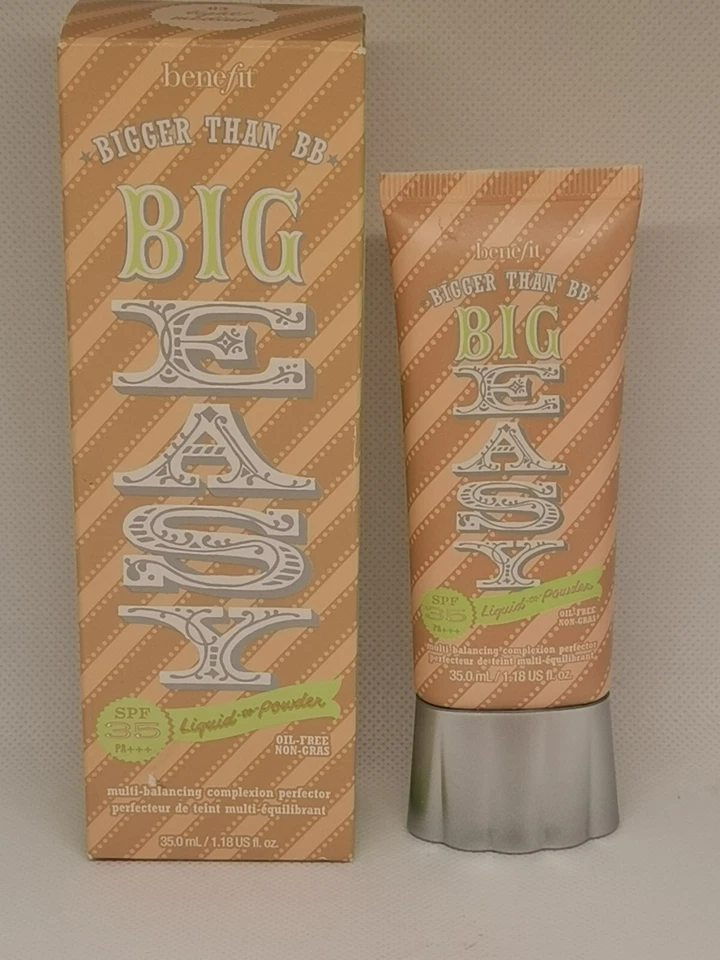 03
light
medium
benefit
BIGGER THAN BB
BIG
EASY
SPF
35
PA+++
Liquid-to-powder
OIL-FREE
NON-GRAS
multi-balancing complexion perfector
perfecteur de teint multi-équilibrant
35.0 mL / 1.18 US fl. oz.
benefit
BIGGER THAN BB
BIG
EASY
SPF
35
PA+++
Liquid-to-powder
OIL-FREE
NON-GRAS
multi-balancing complexion perfector
perfecteur de teint multi-équilibrant
35.0 mL / 1.18 US fl. oz.